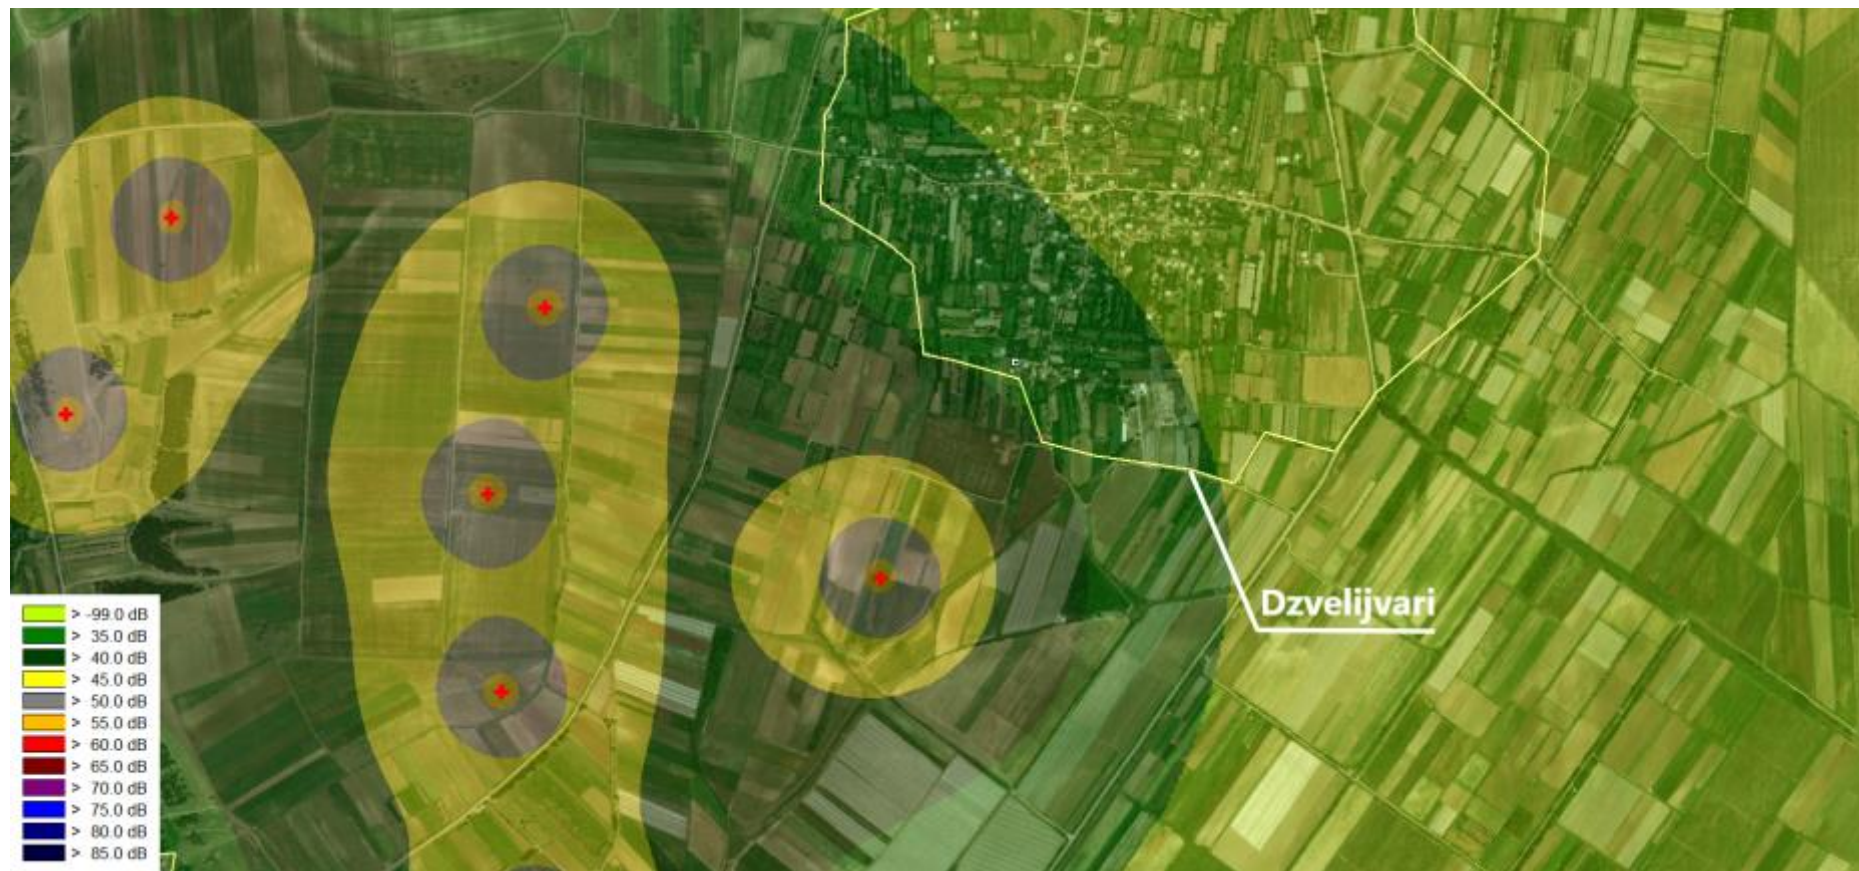 Dzvelijvari
> -99.0 dB
> 35.0 dB
> 40.0 dB
> 45.0 dB
> 50.0 dB
> 55.0 dB
> 60.0 dB
> 65.0 dB
> 70.0 dB
> 75.0 dB
> 80.0 dB
> 85.0 dB